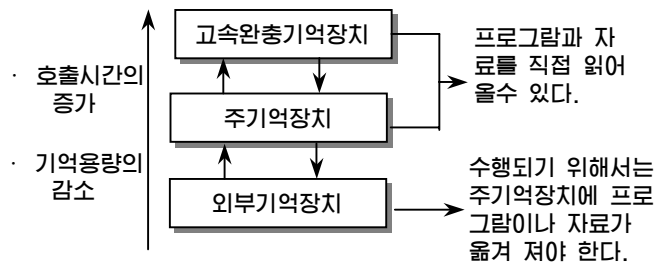 고속완충기억장치
· 호출시간의
증가
주기억장치
· 기억용량의
감소
외부기억장치
프로그람과 자
료를 직접 읽어
올수 있다.
수행되기 위해서는
주기억장치에 프로
그람이나 자료가
옮겨 져야 한다.